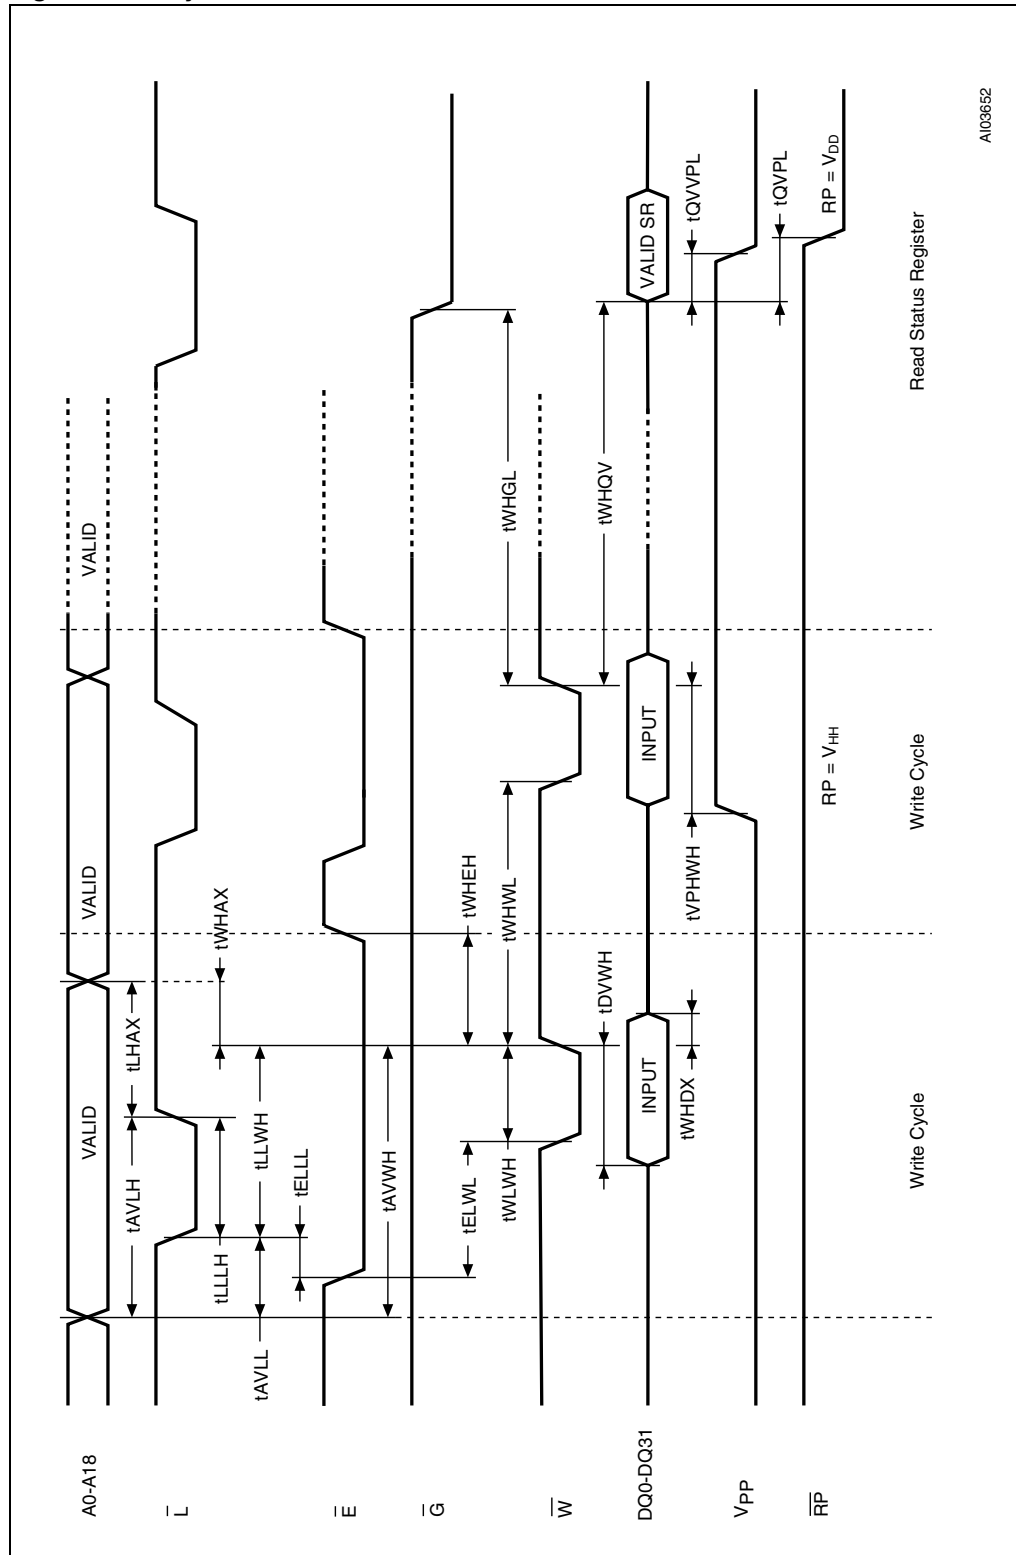 A0-A18
VALID
VALID
VALID
tAVLH
tLHAX
L
tLLLH
tWHAX
tAVLL
tLLWH
tELLL
E
tAVWH
G
tELWL
tWHEH
tWLWH
tWHWL
tWHGL
W
tDVWH
tWHQV
DQ0-DQ31
INPUT
INPUT
VALID SR
tWHDX
tVPHWH
tQVVPL
VPP
tQVPL
RP
RP = VHH
RP = VDD
Write Cycle
Write Cycle
Read Status Register
AI03652